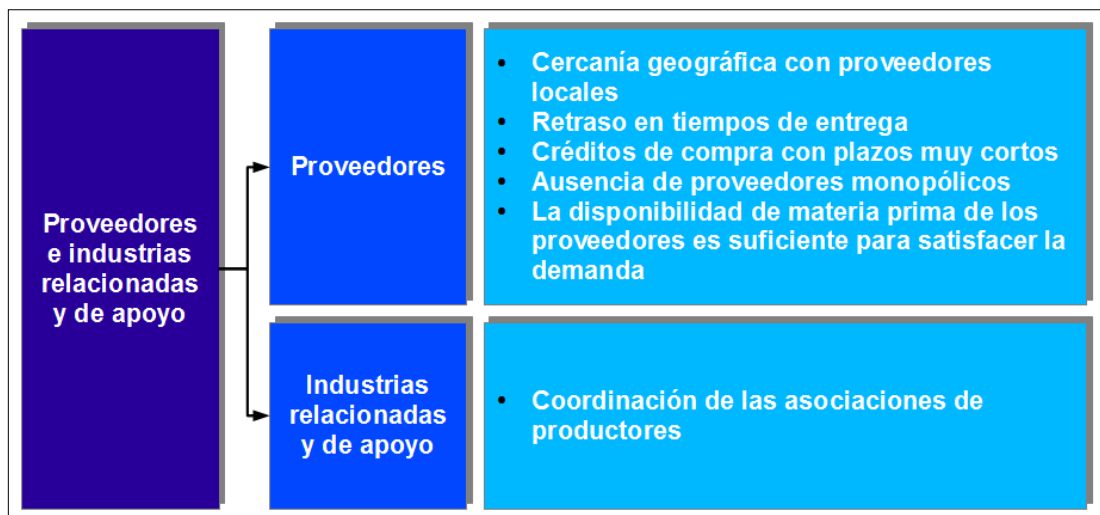 Proveedores
e industrias
relacionadas
y de apoyo
Proveedores
• Cercanía geográfica con proveedores
locales
• Retraso en tiempos de entrega
• Créditos de compra con plazos muy cortos
• Ausencia de proveedores monopólicos
• La disponibilidad de materia prima de los
proveedores es suficiente para satisfacer la
demanda
Industrias
relacionadas
y de apoyo
• Coordinación de las asociaciones de
productores